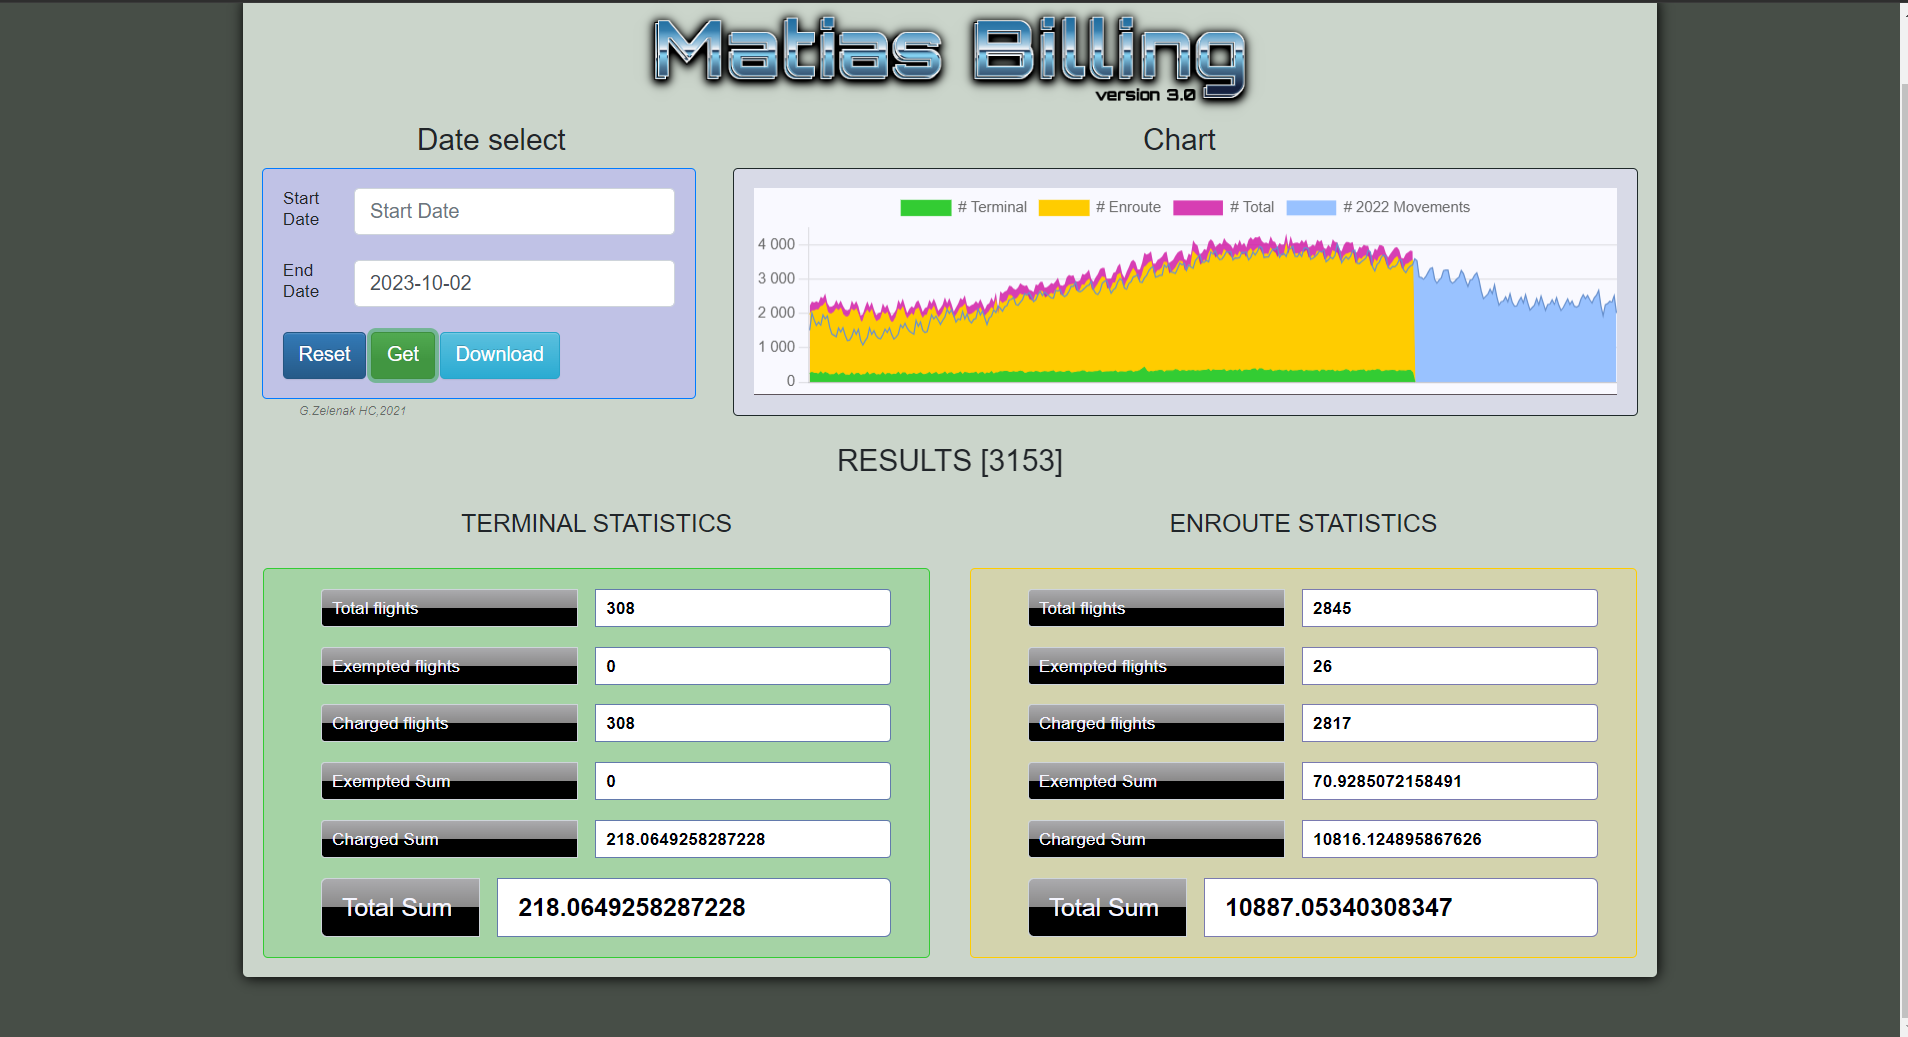 Matias Billing
version 3.0
Date select
Start
Date
Start Date
End
Date
2023-10-02
Reset
Get
Download
G.Zelenak HC,2021
Chart
# Terminal
# Enroute
# Total
# 2022 Movements
4 000
3 000
2 000
1 000
0
RESULTS [3153]
TERMINAL STATISTICS
Total flights
308
Exempted flights
0
Charged flights
308
Exempted Sum
0
Charged Sum
218.0649258287228
Total Sum
218.0649258287228
ENROUTE STATISTICS
Total flights
2845
Exempted flights
26
Charged flights
2817
Exempted Sum
70.9285072158491
Charged Sum
10816.124895867626
Total Sum
10887.05340308347